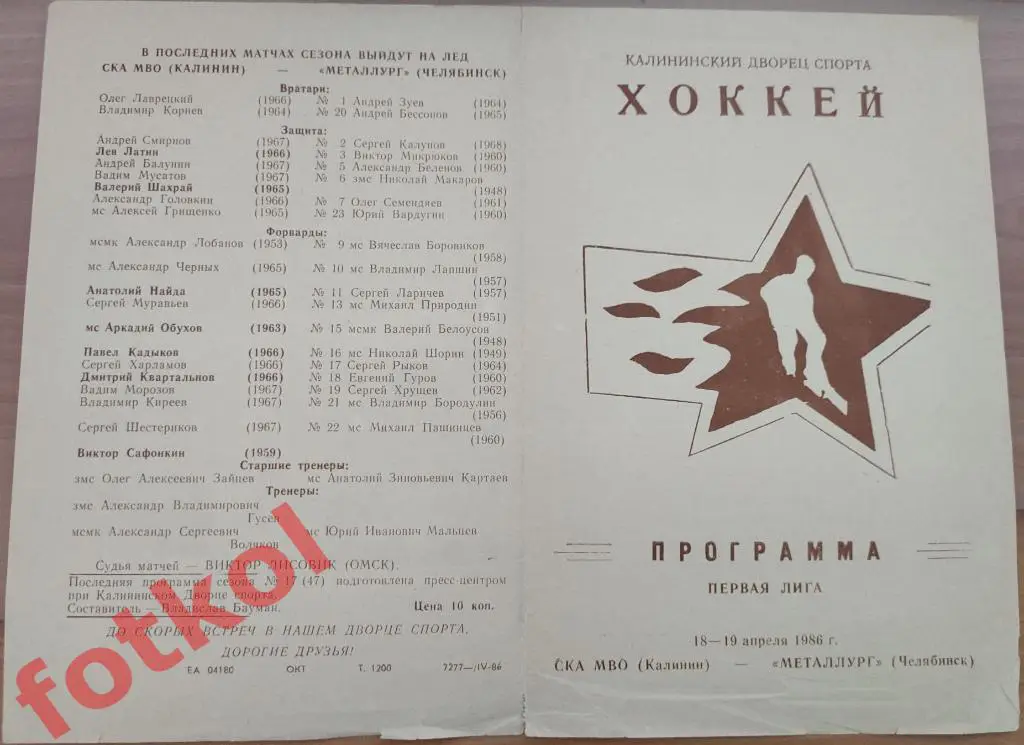 В ПОСЛЕДНИХ МАТЧАХ СЕЗОНА ВЫЙДУТ НА ЛЕД
СКА МВО (КАЛИНИН) — «МЕТАЛЛУРГ» (ЧЕЛЯБИНСК)
Вратари:
Олег Лаврецкий (1966) № 1 Андрей Зуев (1964)
Владимир Корнев (1964) № 20 Андрей Бессонов (1965)
Защита:
Андрей Смирнов (1967) № 2 Сергей Калунов (1968)
Лев Латин (1966) № 3 Виктор Микрюков (1960)
Андрей Балунин (1967) № 5 Александр Беленов (1960)
Вадим Мусатов (1967) № 6 змс Николай Макаров
Валерий Шахрай (1965) (1948)
Александр Головкин (1966) № 7 Олег Семендяев (1961)
мс Алексей Грищенко (1965) № 23 Юрий Вардугин (1960)
Форварды:
мсмк Александр Лобанов (1953) № 9 мс Вячеслав Боровиков
(1958)
мс Александр Черных (1965) № 10 мс Владимир Лапшин
(1957)
Анатолий Найда (1965) № 11 Сергей Ларичев (1957)
Сергей Муравьев (1966) № 13 мс Михаил Природин
(1951)
мс Аркадий Обухов (1963) № 15 мсмк Валерий Белоусов
(1948)
Павел Кадыков (1966) № 16 мс Николай Шорин (1949)
Сергей Харламов (1966) № 17 Сергей Рыков (1964)
Дмитрий Квартальнов (1966) № 18 Евгений Гуров (1960)
Вадим Морозов (1967) № 19 Сергей Хрущев (1962)
Владимир Киреев (1967) № 21 мс Владимир Бородулин
(1956)
Сергей Шестериков (1967) № 22 мс Михаил Пашинцев
(1960)
Виктор Сафонкин (1959)
Старшие тренеры:
змс Олег Алексеевич Зайцев мс Анатолий Зиновьевич Картаев
Тренеры:
змс Александр Владимирович
Гусев
мсмк Александр Сергеевич мс Юрий Иванович Мальцев
Волчков
Судья матчей — ВИКТОР ЛИСОВИК (ОМСК).
Последняя программа сезона № 17 (47) подготовлена пресс-центром
при Калининском Дворце спорта.
Составитель — Владислав Бауман. Цена 10 коп.
ДО СКОРЫХ ВСТРЕЧ В НАШЕМ ДВОРЦЕ СПОРТА,
ДОРОГИЕ ДРУЗЬЯ!
ЕА 04180 ОКТ Т. 1200 7277—IV-86
КАЛИНИНСКИЙ ДВОРЕЦ СПОРТА
ХОККЕЙ
ПРОГРАММА
ПЕРВАЯ ЛИГА
18—19 апреля 1986 г.
СКА МВО (Калинин) — «МЕТАЛЛУРГ» (Челябинск)
fotkol